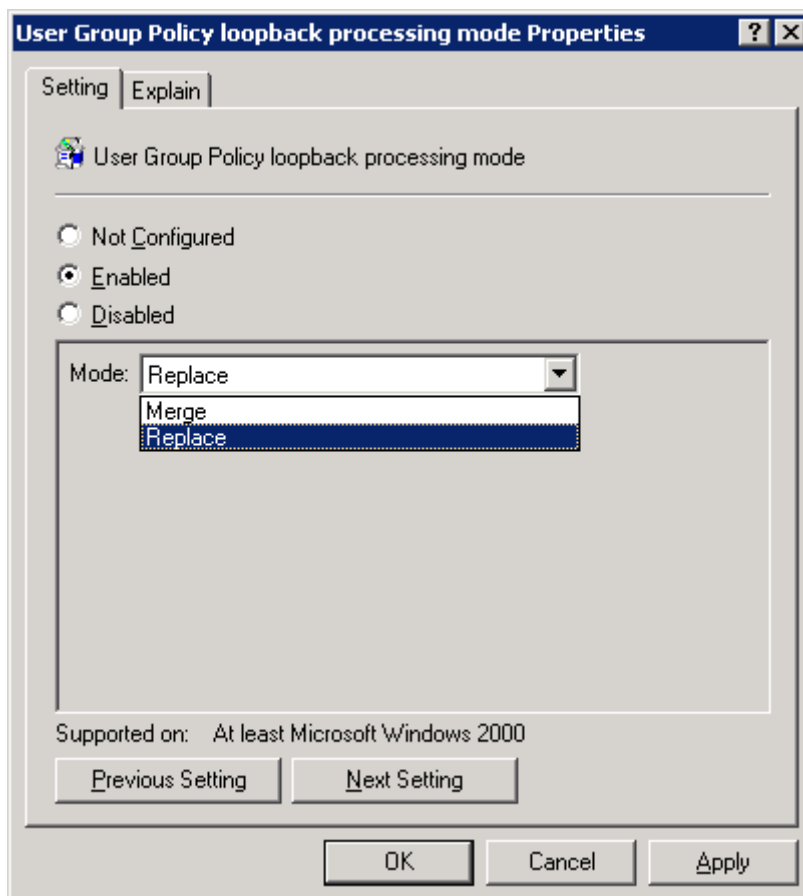 User Group Policy loopback processing mode Properties
Setting Explain
User Group Policy loopback processing mode
Not Configured
Enabled
Disabled
Mode: Replace
Merge
Replace
Supported on: At least Microsoft Windows 2000
Previous Setting Next Setting
OK Cancel Apply